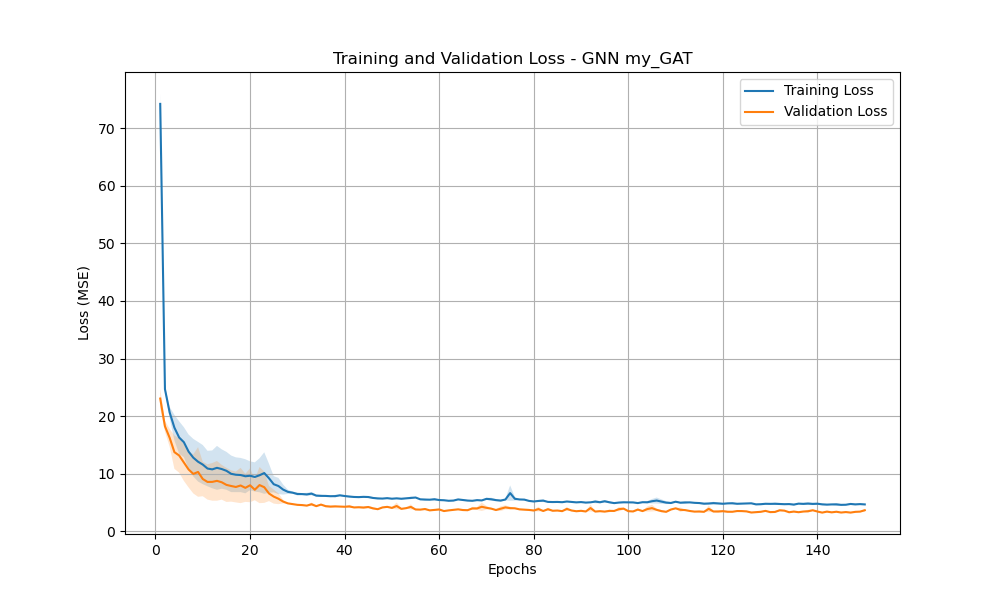 Training and Validation Loss - GNN my_GAT
Training Loss
Validation Loss
70
60
50
40
30
20
10
0
Loss (MSE)
0 20 40 60 80 100 120 140
Epochs